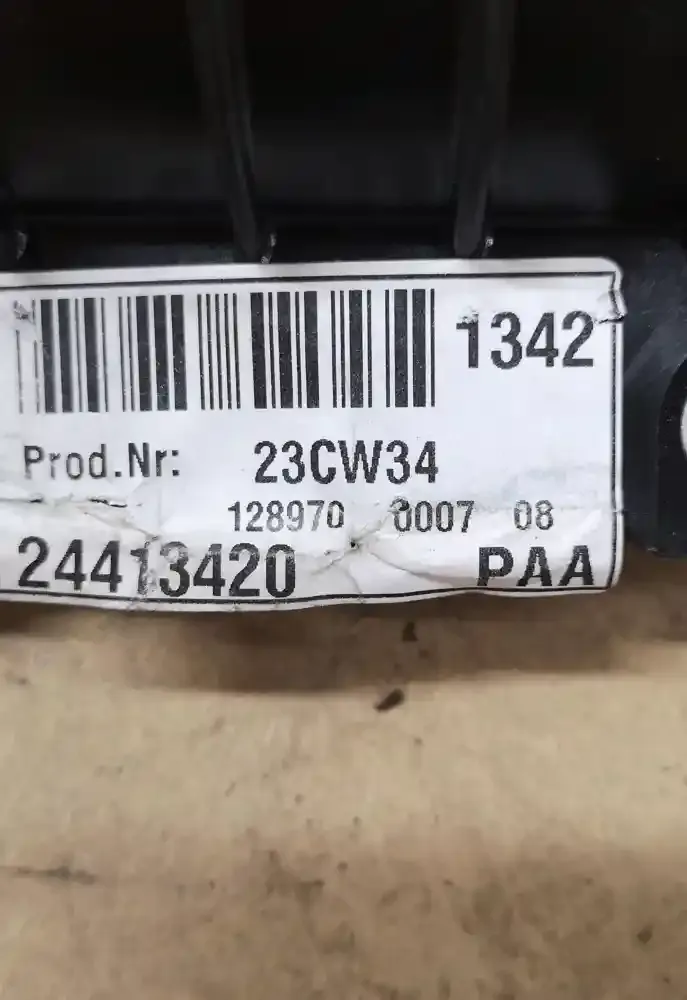 1342
Prod.Nr: 23CW34
128970 0007 08
24413420 PAA